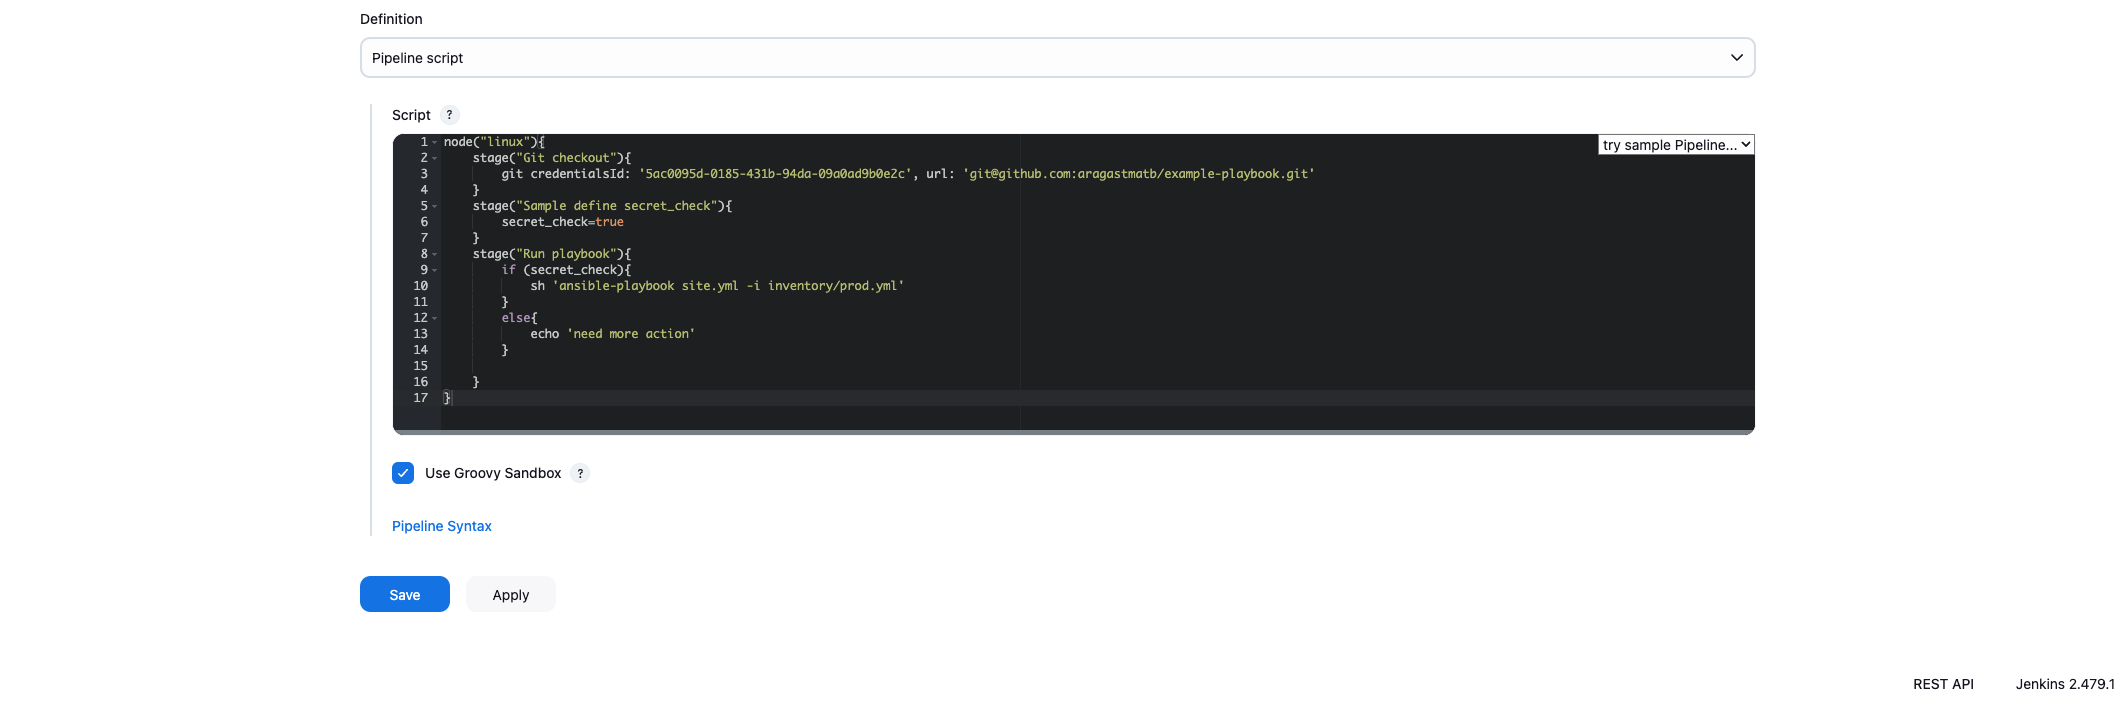 Definition
Pipeline script
Script ?
try sample Pipeline...
1 node("linux"){
2     stage("Git checkout"){
3         git credentialsId: '5ac0095d-0185-431b-94da-09a0ad9b0e2c', url: 'git@github.com:aragastmatb/example-playbook.git'
4     }
5     stage("Sample define secret_check"){
6         secret_check=true
7     }
8     stage("Run playbook"){
9         if (secret_check){
10             sh 'ansible-playbook site.yml -i inventory/prod.yml'
11         }
12         else{
13             echo 'need more action'
14         }
15
16     }
17 }
Use Groovy Sandbox ?
Pipeline Syntax
Save Apply
REST API Jenkins 2.479.1